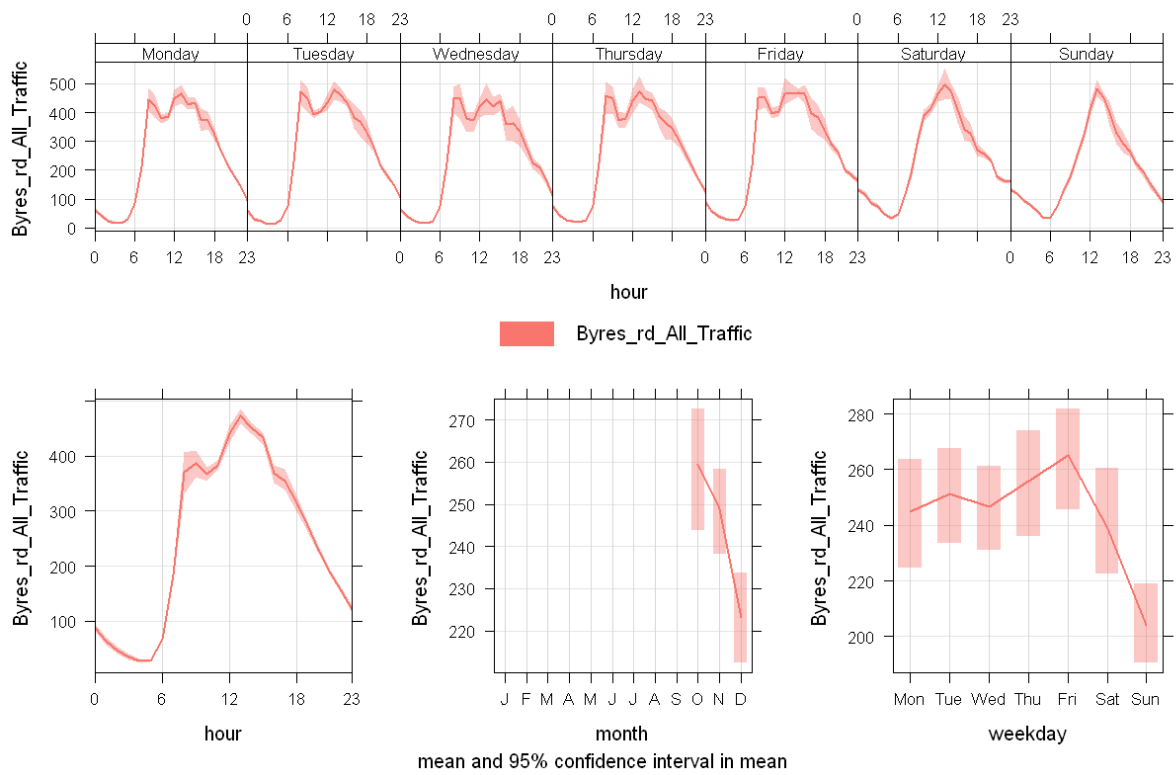 0 6 12 18 23 0 6 12 18 23 0 6 12 18 23
Monday Tuesday Wednesday Thursday Friday Saturday Sunday
500
400
300
200
100
0
Byres_rd_All_Traffic
0 6 12 18 23 0 6 12 18 23 0 6 12 18 23 0 6 12 18 23
hour
Byres_rd_All_Traffic
400
300
200
100
Byres_rd_All_Traffic
0 6 12 18 23
hour
270
260
250
240
230
220
Byres_rd_All_Traffic
J F M A M J J A S O N D
month
280
260
240
220
200
Byres_rd_All_Traffic
Mon Tue Wed Thu Fri Sat Sun
weekday
mean and 95% confidence interval in mean